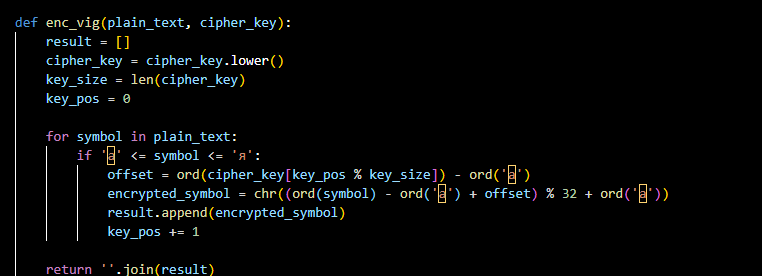 def enc_vig(plain_text, cipher_key):
    result = []
    cipher_key = cipher_key.lower()
    key_size = len(cipher_key)
    key_pos = 0

    for symbol in plain_text:
        if 'а' <= symbol <= 'я':
            offset = ord(cipher_key[key_pos % key_size]) - ord('а')
            encrypted_symbol = chr((ord(symbol) - ord('а') + offset) % 32 + ord('а'))
            result.append(encrypted_symbol)
            key_pos += 1

    return ''.join(result)